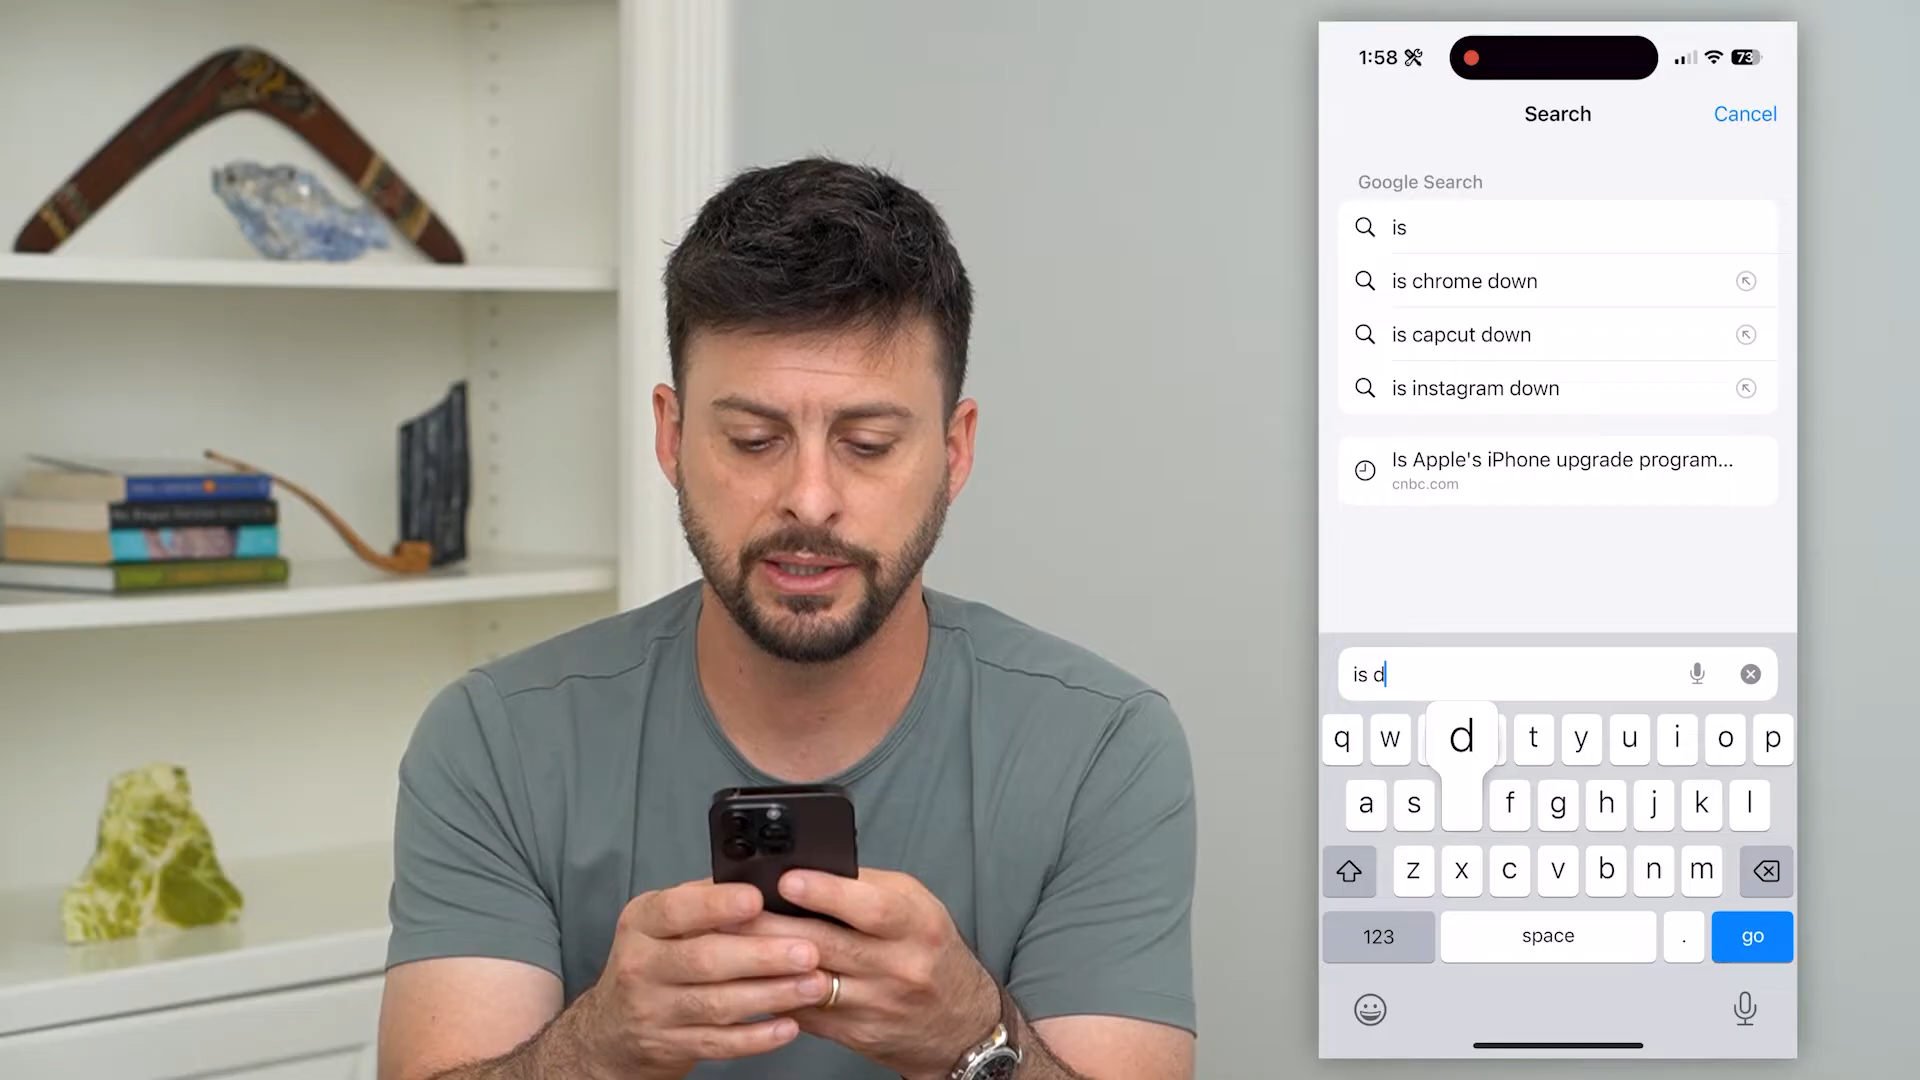 1:58
73
Search
Cancel
Google Search
is
is chrome down
is capcut down
is instagram down
Is Apple's iPhone upgrade program...
cnbc.com
is d
q w d t y u i o p
a s f g h j k l
z x c v b n m
123 space . go